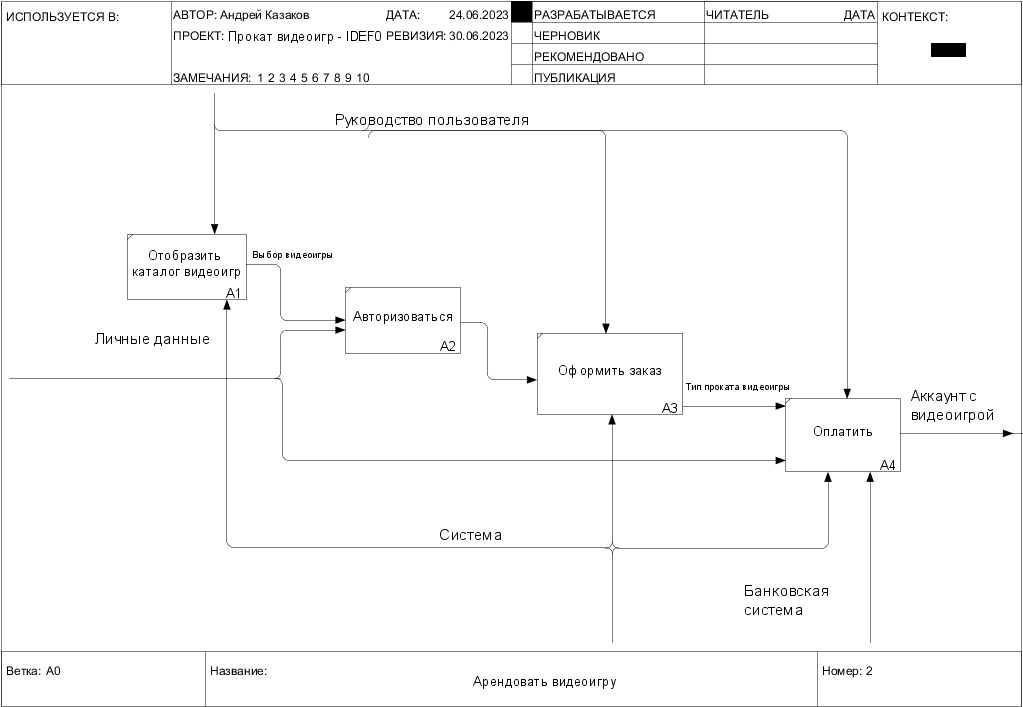 ИСПОЛЬЗУЕТСЯ В:
АВТОР: Андрей Казаков
ДАТА: 24.06.2023
РАЗРАБАТЫВАЕТСЯ
ЧИТАТЕЛЬ
ДАТА
КОНТЕКСТ:
ПРОЕКТ: Прокат видеоигр - IDEF0
РЕВИЗИЯ: 30.06.2023
ЧЕРНОВИК
РЕКОМЕНДОВАНО
ЗАМЕЧАНИЯ: 1 2 3 4 5 6 7 8 9 10
ПУБЛИКАЦИЯ
Руководство пользователя
Отобразить
каталог видеоигр
A1
Выбор видеоигры
Авторизоваться
A2
Личные данные
Оформить заказ
A3
Тип проката видеоигры
Оплатить
A4
Аккаунт с
видеоигрой
Система
Банковская
система
Ветка: A0
Название:
Арендовать видеоигру
Номер: 2